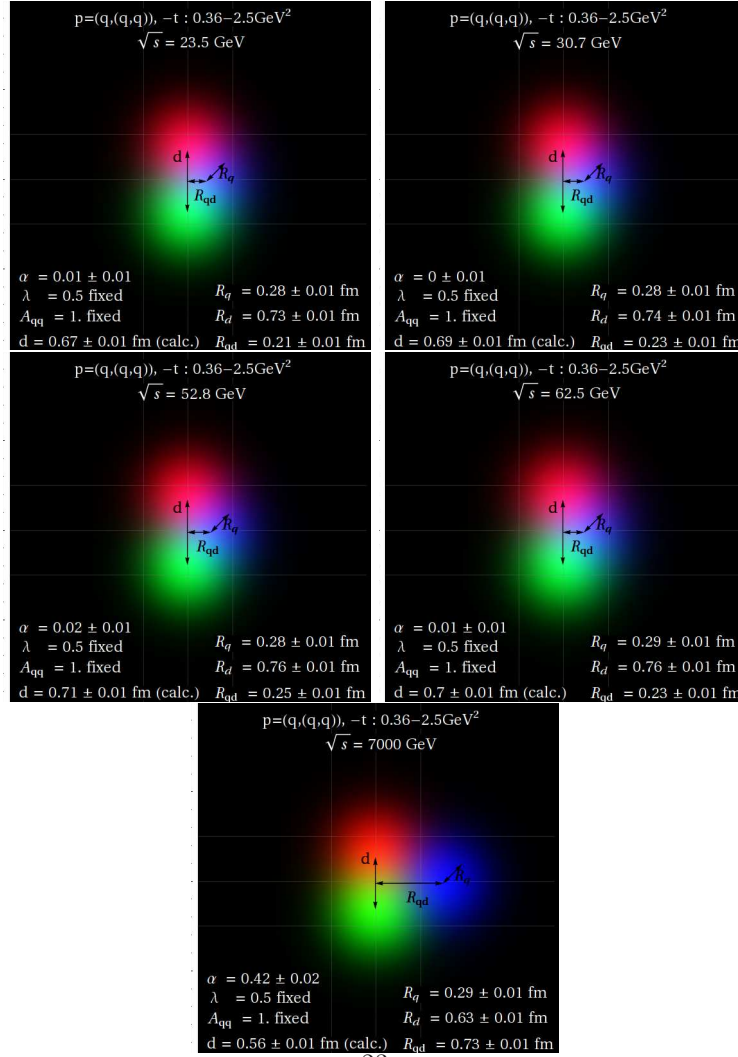 p=(q,(q,q)), −t : 0.36−2.5GeV²
√s = 23.5 GeV
d
R_q
R_qd
α = 0.01 ± 0.01
λ = 0.5 fixed
A_qq = 1. fixed
d = 0.67 ± 0.01 fm (calc.)
R_q = 0.28 ± 0.01 fm
R_d = 0.73 ± 0.01 fm
R_qd = 0.21 ± 0.01 fm
p=(q,(q,q)), −t : 0.36−2.5GeV²
√s = 30.7 GeV
d
R_q
R_qd
α = 0 ± 0.01
λ = 0.5 fixed
A_qq = 1. fixed
d = 0.69 ± 0.01 fm (calc.)
R_q = 0.28 ± 0.01 fm
R_d = 0.74 ± 0.01 fm
R_qd = 0.23 ± 0.01 fm
p=(q,(q,q)), −t : 0.36−2.5GeV²
√s = 52.8 GeV
d
R_q
R_qd
α = 0.02 ± 0.01
λ = 0.5 fixed
A_qq = 1. fixed
d = 0.71 ± 0.01 fm (calc.)
R_q = 0.28 ± 0.01 fm
R_d = 0.76 ± 0.01 fm
R_qd = 0.25 ± 0.01 fm
p=(q,(q,q)), −t : 0.36−2.5GeV²
√s = 62.5 GeV
d
R_q
R_qd
α = 0.01 ± 0.01
λ = 0.5 fixed
A_qq = 1. fixed
d = 0.7 ± 0.01 fm (calc.)
R_q = 0.29 ± 0.01 fm
R_d = 0.76 ± 0.01 fm
R_qd = 0.23 ± 0.01 fm
p=(q,(q,q)), −t : 0.36−2.5GeV²
√s = 7000 GeV
d
R_q
R_qd
α = 0.42 ± 0.02
λ = 0.5 fixed
A_qq = 1. fixed
d = 0.56 ± 0.01 fm (calc.)
R_q = 0.29 ± 0.01 fm
R_d = 0.63 ± 0.01 fm
R_qd = 0.73 ± 0.01 fm